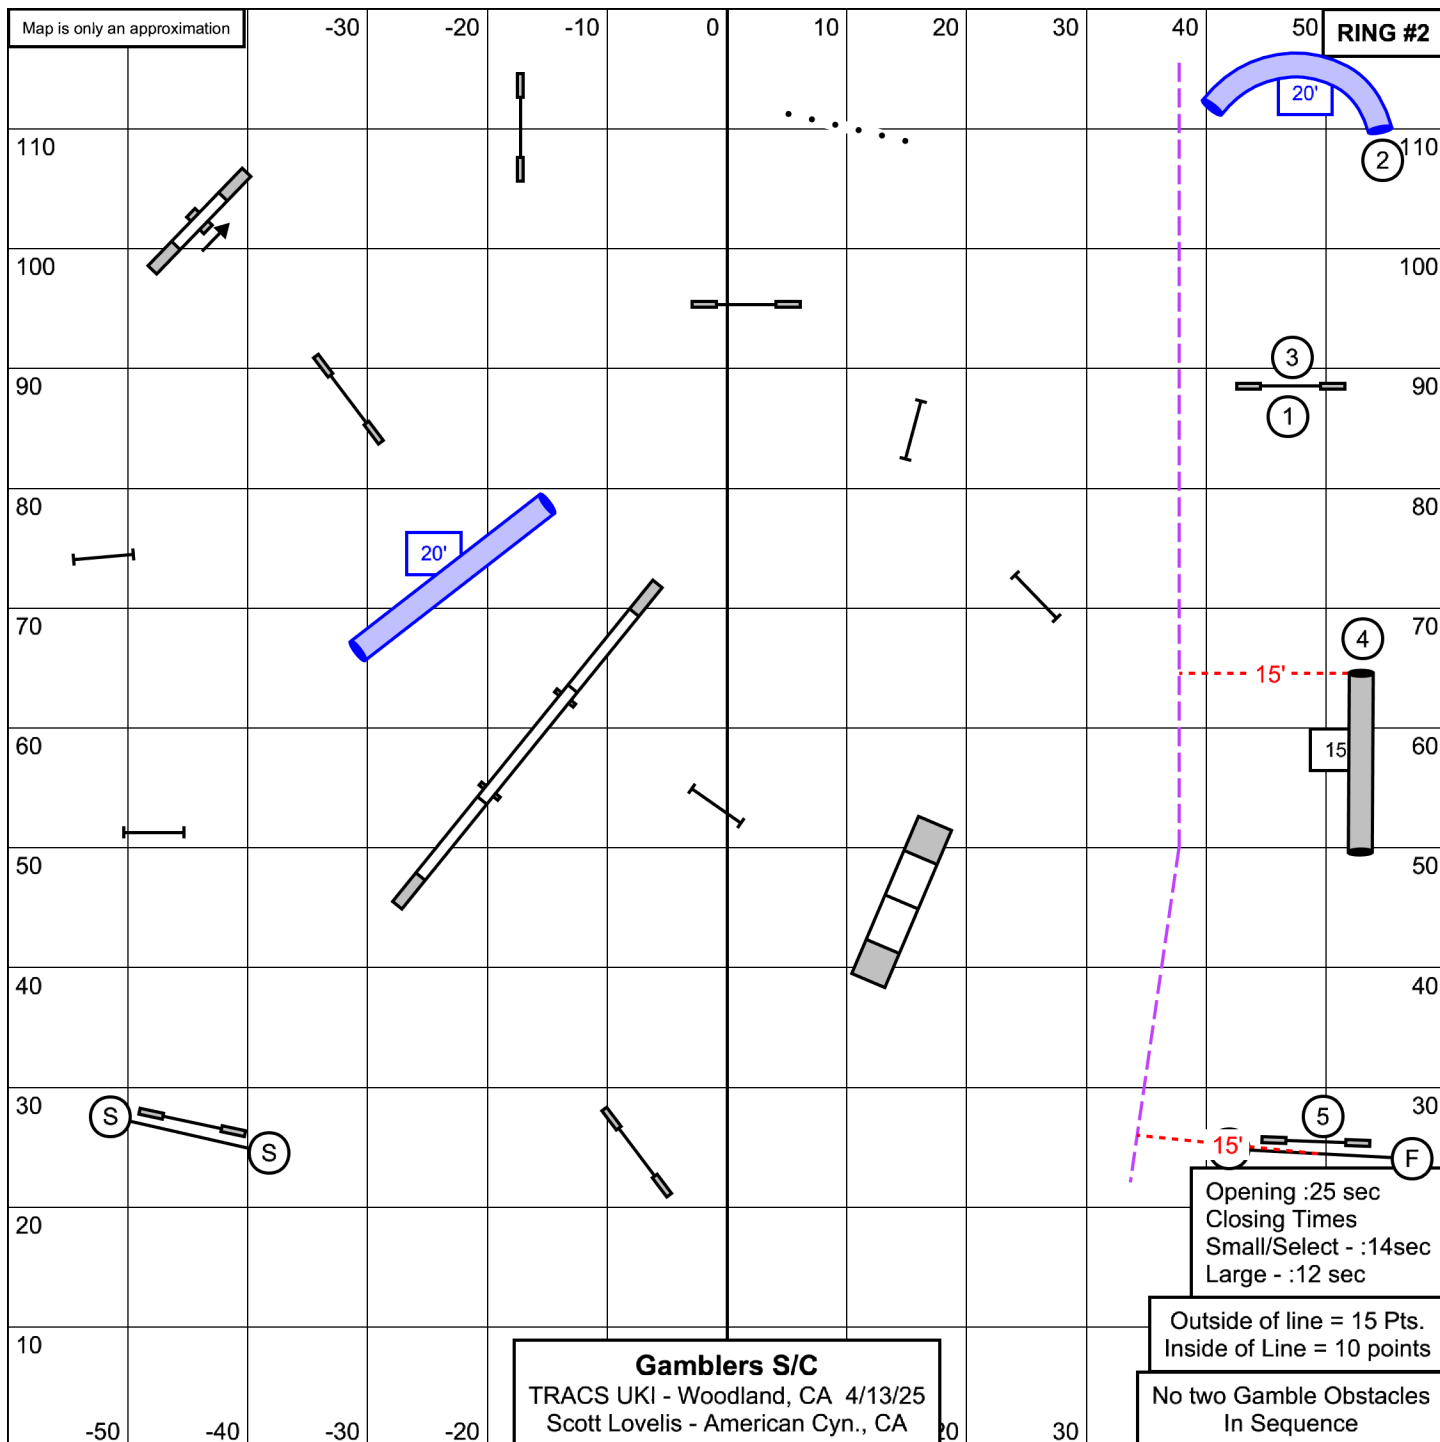 Map is only an approximation
-30
-20
-10
0
10
20
30
40
50
RING #2
20'
110
110
2
100
100
3
90
90
1
80
80
20'
70
70
4
15'
60
60
15
50
50
40
40
30
30
S
S
5
15'
F
Opening :25 sec
Closing Times
Small/Select - :14sec
Large - :12 sec
20
Outside of line = 15 Pts.
Inside of Line = 10 points
10
Gamblers S/C
TRACS UKI - Woodland, CA 4/13/25
Scott Lovelis - American Cyn., CA
No two Gamble Obstacles
In Sequence
-50
-40
-30
-20
20
30